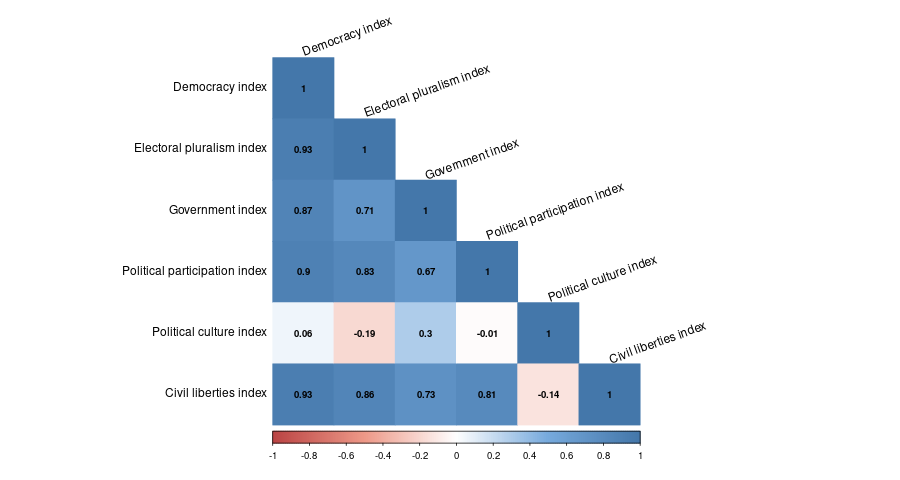 Democracy index
Democracy index
1
Electoral pluralism index
Electoral pluralism index
0.93 1
Government index
Government index
0.87 0.71 1
Political participation index
Political participation index
0.9 0.83 0.67 1
Political culture index
Political culture index
0.06 -0.19 0.3 -0.01 1
Civil liberties index
Civil liberties index
0.93 0.86 0.73 0.81 -0.14 1
-1 -0.8 -0.6 -0.4 -0.2 0 0.2 0.4 0.6 0.8 1